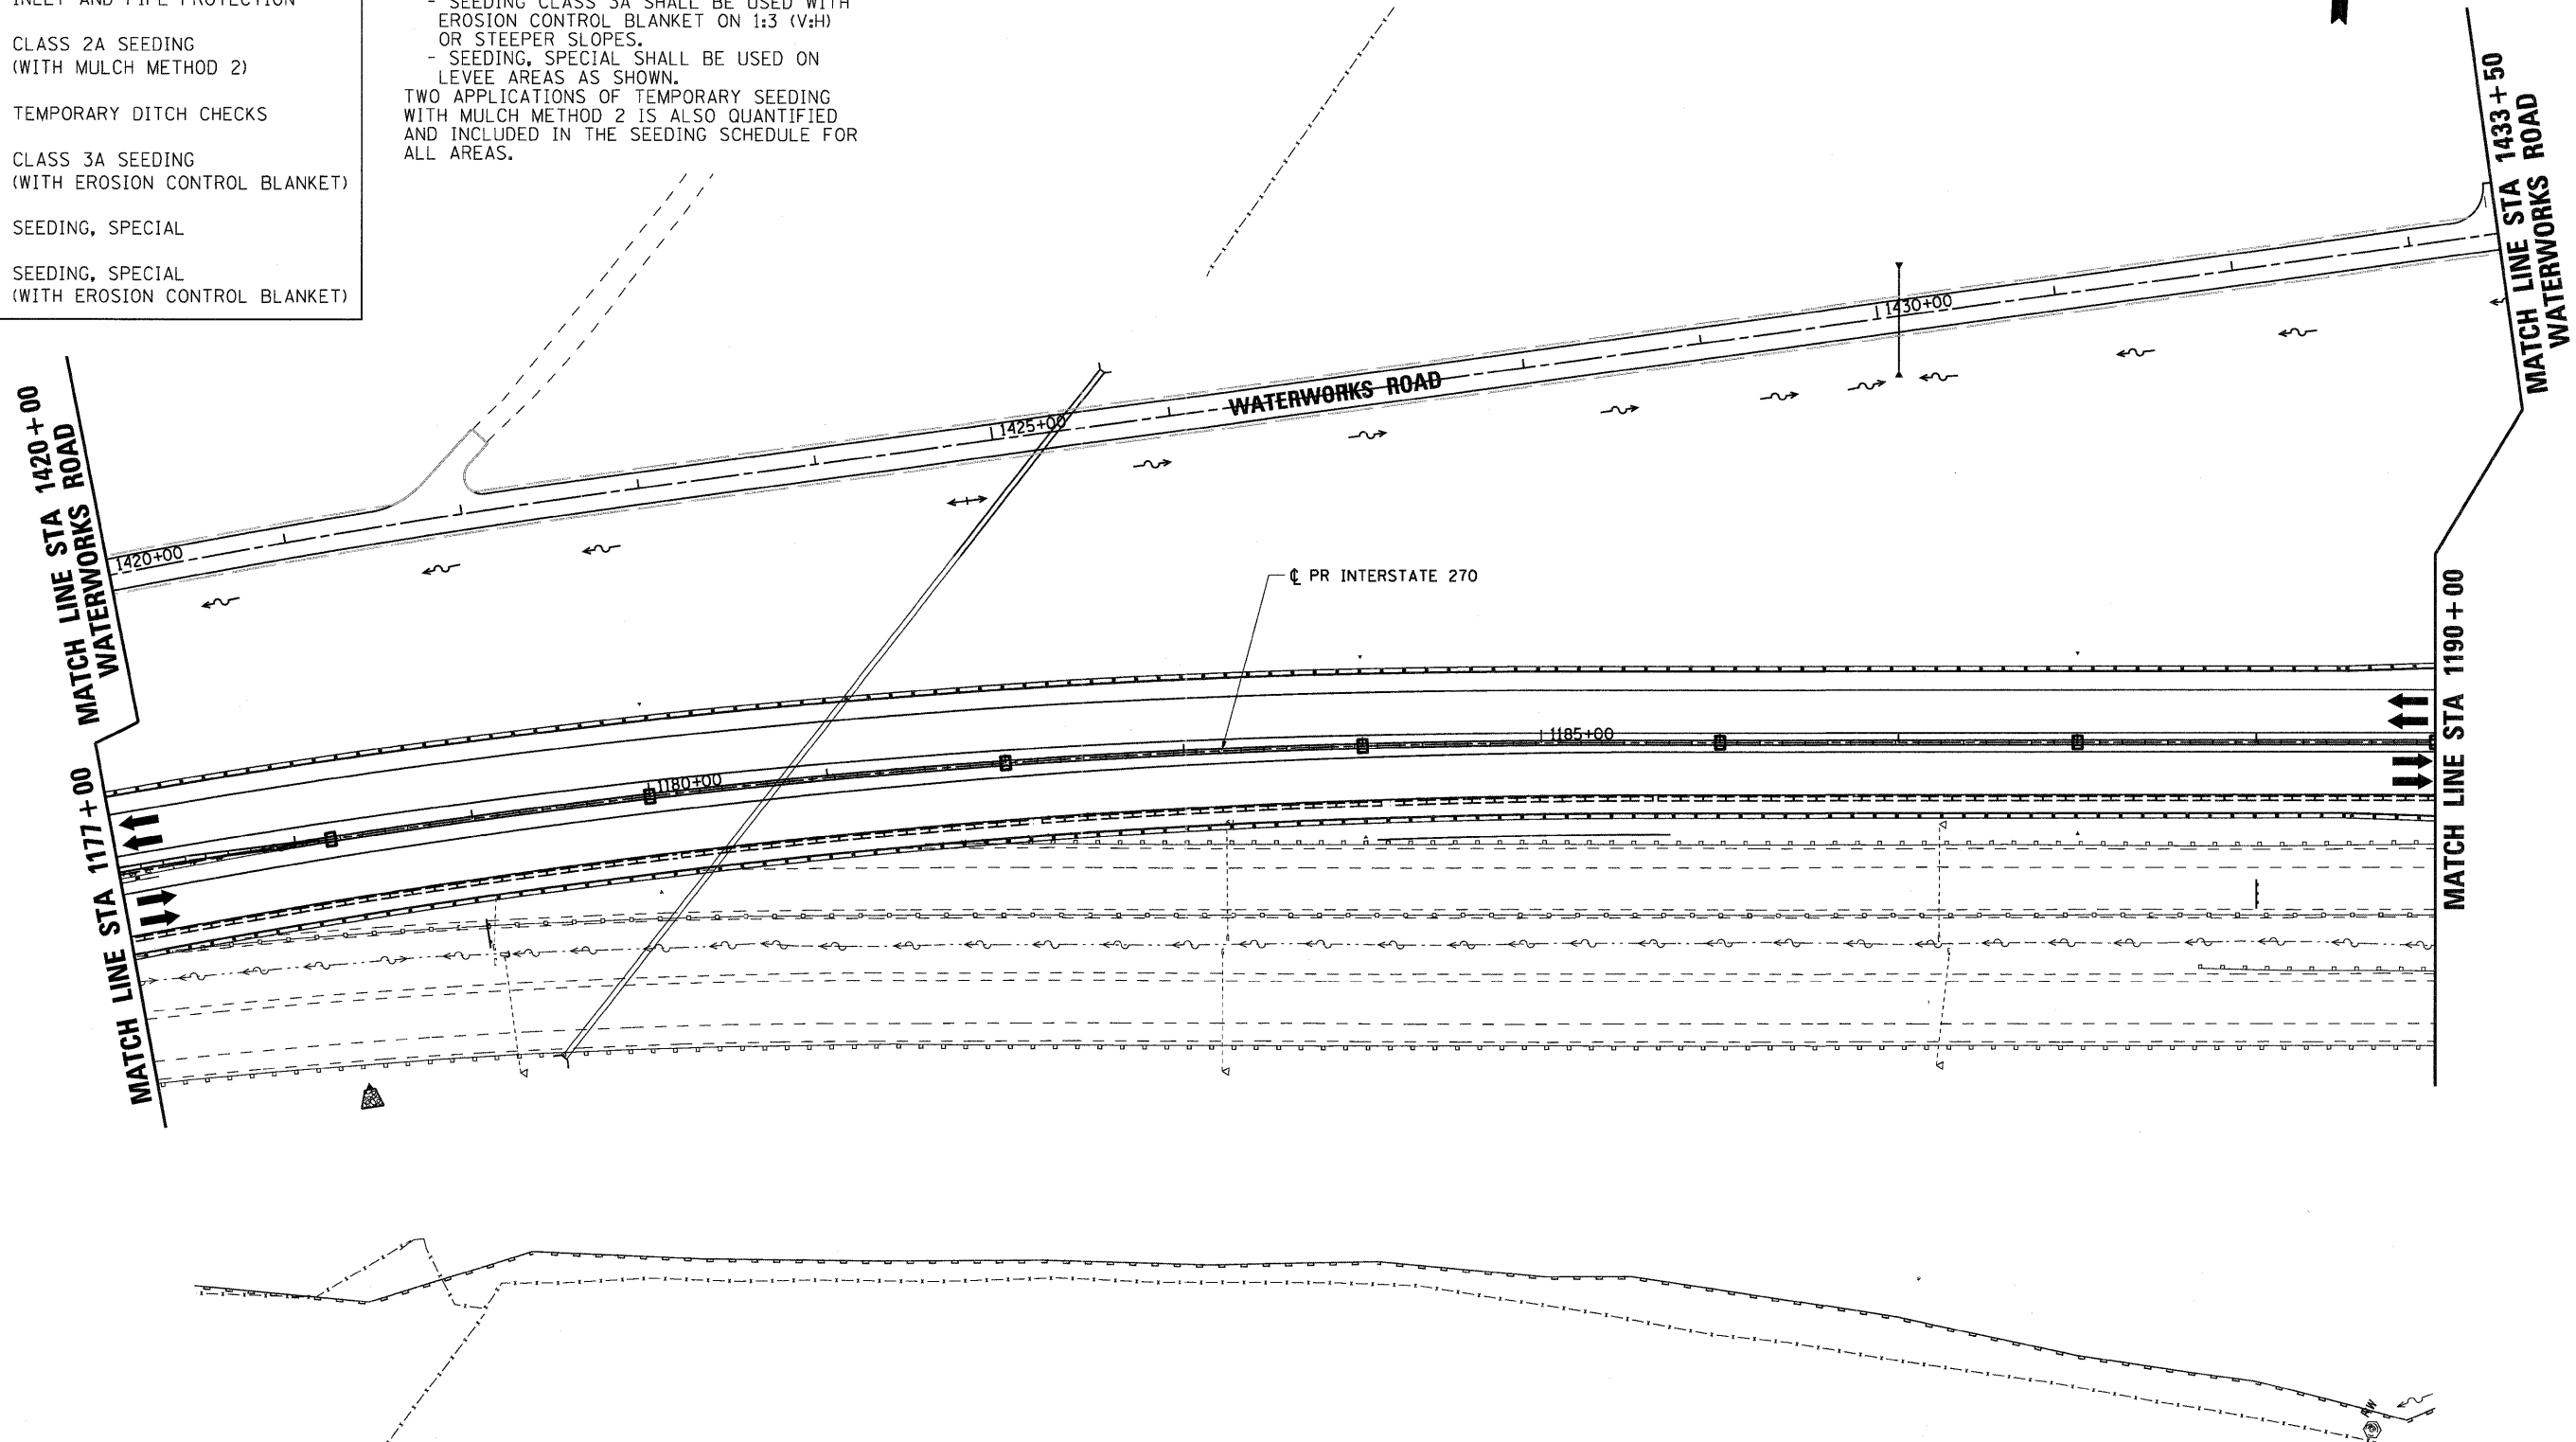 INLET AND PIPE PROTECTION
CLASS 2A SEEDING
(WITH MULCH METHOD 2)
TEMPORARY DITCH CHECKS
CLASS 3A SEEDING
(WITH EROSION CONTROL BLANKET)
SEEDING, SPECIAL
SEEDING, SPECIAL
(WITH EROSION CONTROL BLANKET)
- SEEDING CLASS 3A SHALL BE USED WITH
EROSION CONTROL BLANKET ON 1:3 (V:H)
OR STEEPER SLOPES.
- SEEDING, SPECIAL SHALL BE USED ON
LEVEE AREAS AS SHOWN.
TWO APPLICATIONS OF TEMPORARY SEEDING
WITH MULCH METHOD 2 IS ALSO QUANTIFIED
AND INCLUDED IN THE SEEDING SCHEDULE FOR
ALL AREAS.
MATCH LINE STA 1433+50
WATERWORKS ROAD
1430+00
WATERWORKS ROAD
1425+00
MATCH LINE STA 1420+00
WATERWORKS ROAD
1420+00
℄ PR INTERSTATE 270
1185+00
1180+00
MATCH LINE STA 1177+00
MATCH LINE STA 1190+00
RW